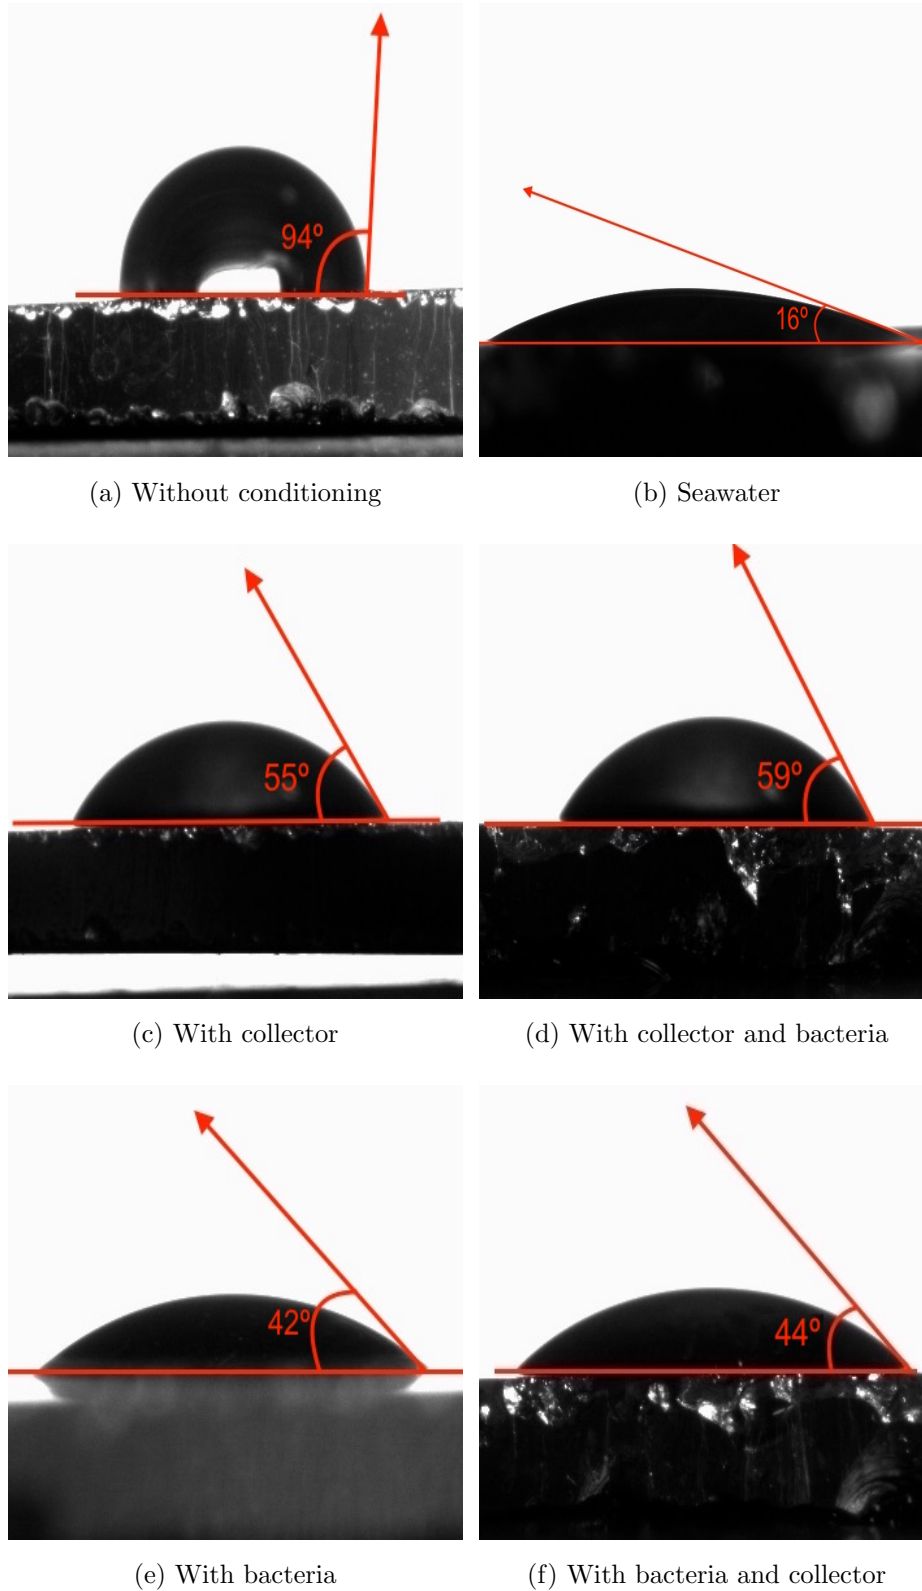 94º
16º
(a) Without conditioning
(b) Seawater
55º
59º
(c) With collector
(d) With collector and bacteria
42º
44º
(e) With bacteria
(f) With bacteria and collector